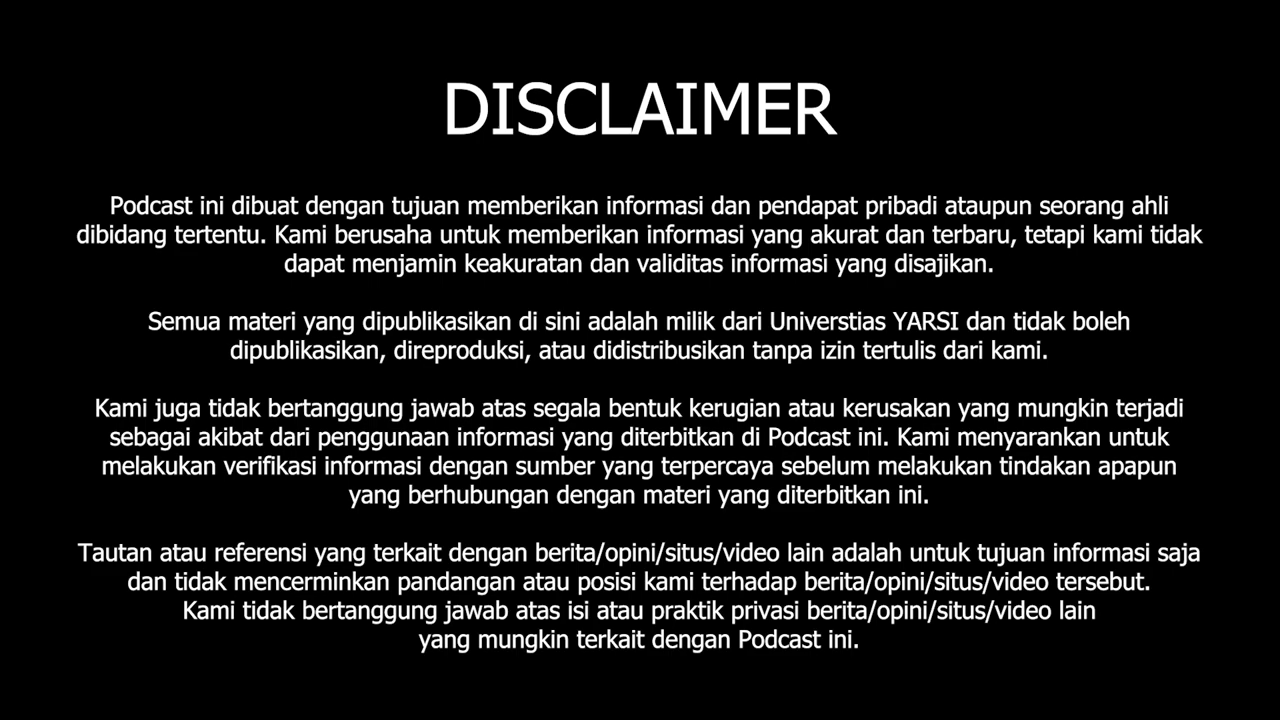 DISCLAIMER
Podcast ini dibuat dengan tujuan memberikan informasi dan pendapat pribadi ataupun seorang ahli
dibidang tertentu. Kami berusaha untuk memberikan informasi yang akurat dan terbaru, tetapi kami tidak
dapat menjamin keakuratan dan validitas informasi yang disajikan.
Semua materi yang dipublikasikan di sini adalah milik dari Universtias YARSI dan tidak boleh
dipublikasikan, direproduksi, atau didistribusikan tanpa izin tertulis dari kami.
Kami juga tidak bertanggung jawab atas segala bentuk kerugian atau kerusakan yang mungkin terjadi
sebagai akibat dari penggunaan informasi yang diterbitkan di Podcast ini. Kami menyarankan untuk
melakukan verifikasi informasi dengan sumber yang terpercaya sebelum melakukan tindakan apapun
yang berhubungan dengan materi yang diterbitkan ini.
Tautan atau referensi yang terkait dengan berita/opini/situs/video lain adalah untuk tujuan informasi saja
dan tidak mencerminkan pandangan atau posisi kami terhadap berita/opini/situs/video tersebut.
Kami tidak bertanggung jawab atas isi atau praktik privasi berita/opini/situs/video lain
yang mungkin terkait dengan Podcast ini.